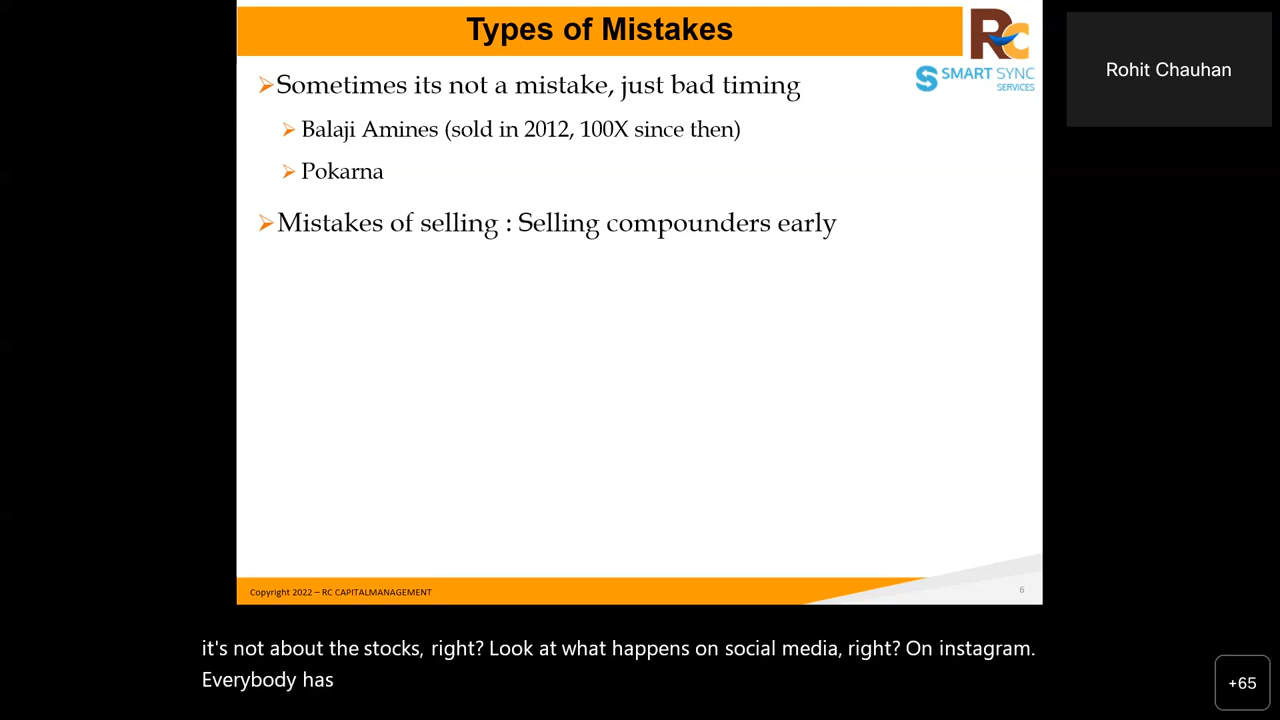 Types of Mistakes
RC
SMART SYNC
SERVICES
Rohit Chauhan
Sometimes its not a mistake, just bad timing
Balaji Amines (sold in 2012, 100X since then)
Pokarna
Mistakes of selling : Selling compounders early
Copyright 2022 – RC CAPITALMANAGEMENT
6
it's not about the stocks, right? Look at what happens on social media, right? On instagram.
Everybody has
+65